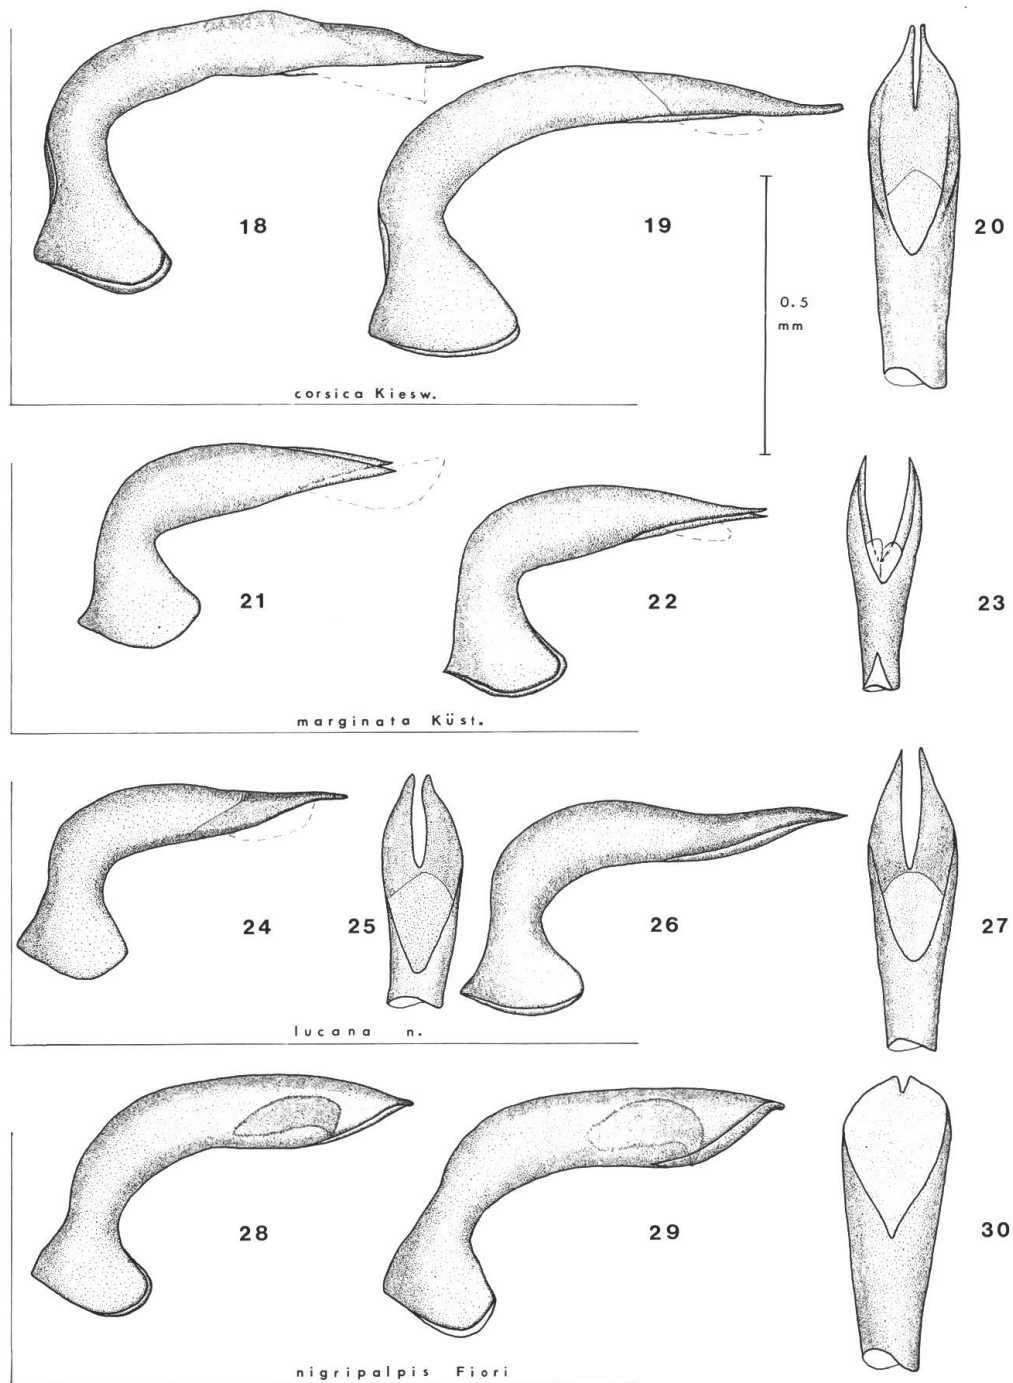 18
19
20
0.5
mm
corsica Kiesw.
21
22
23
marginata Küst.
24
25
26
27
lucana n.
28
29
30
nigripalpis Fiori